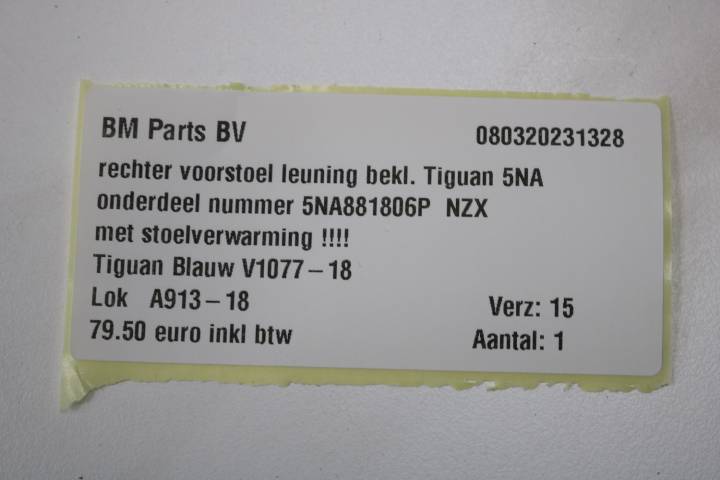 BM Parts BV 080320231328
rechter voorstoel leuning bekl. Tiguan 5NA
onderdeel nummer 5NA881806P NZX
met stoelverwarming !!!!
Tiguan Blauw V1077-18
Lok A913-18 Verz: 15
79.50 euro inkl btw Aantal: 1